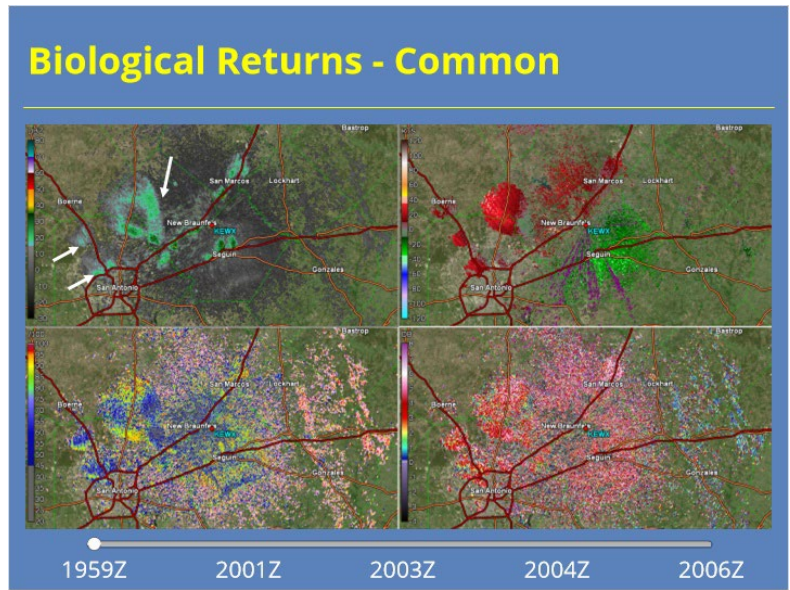 Biological Returns - Common
Bastrop
San Marcos
Lockhart
Boerne
New Braunfels
KEWX
Seguin
Gonzales
San Antonio
Bastrop
San Marcos
Lockhart
Boerne
New Braunfels
KEWX
Seguin
Gonzales
San Antonio
Bastrop
San Marcos
Lockhart
Boerne
New Braunfels
KEWX
Seguin
Gonzales
San Antonio
Bastrop
San Marcos
Lockhart
Boerne
New Braunfels
KEWX
Seguin
Gonzales
San Antonio
1959Z 2001Z 2003Z 2004Z 2006Z